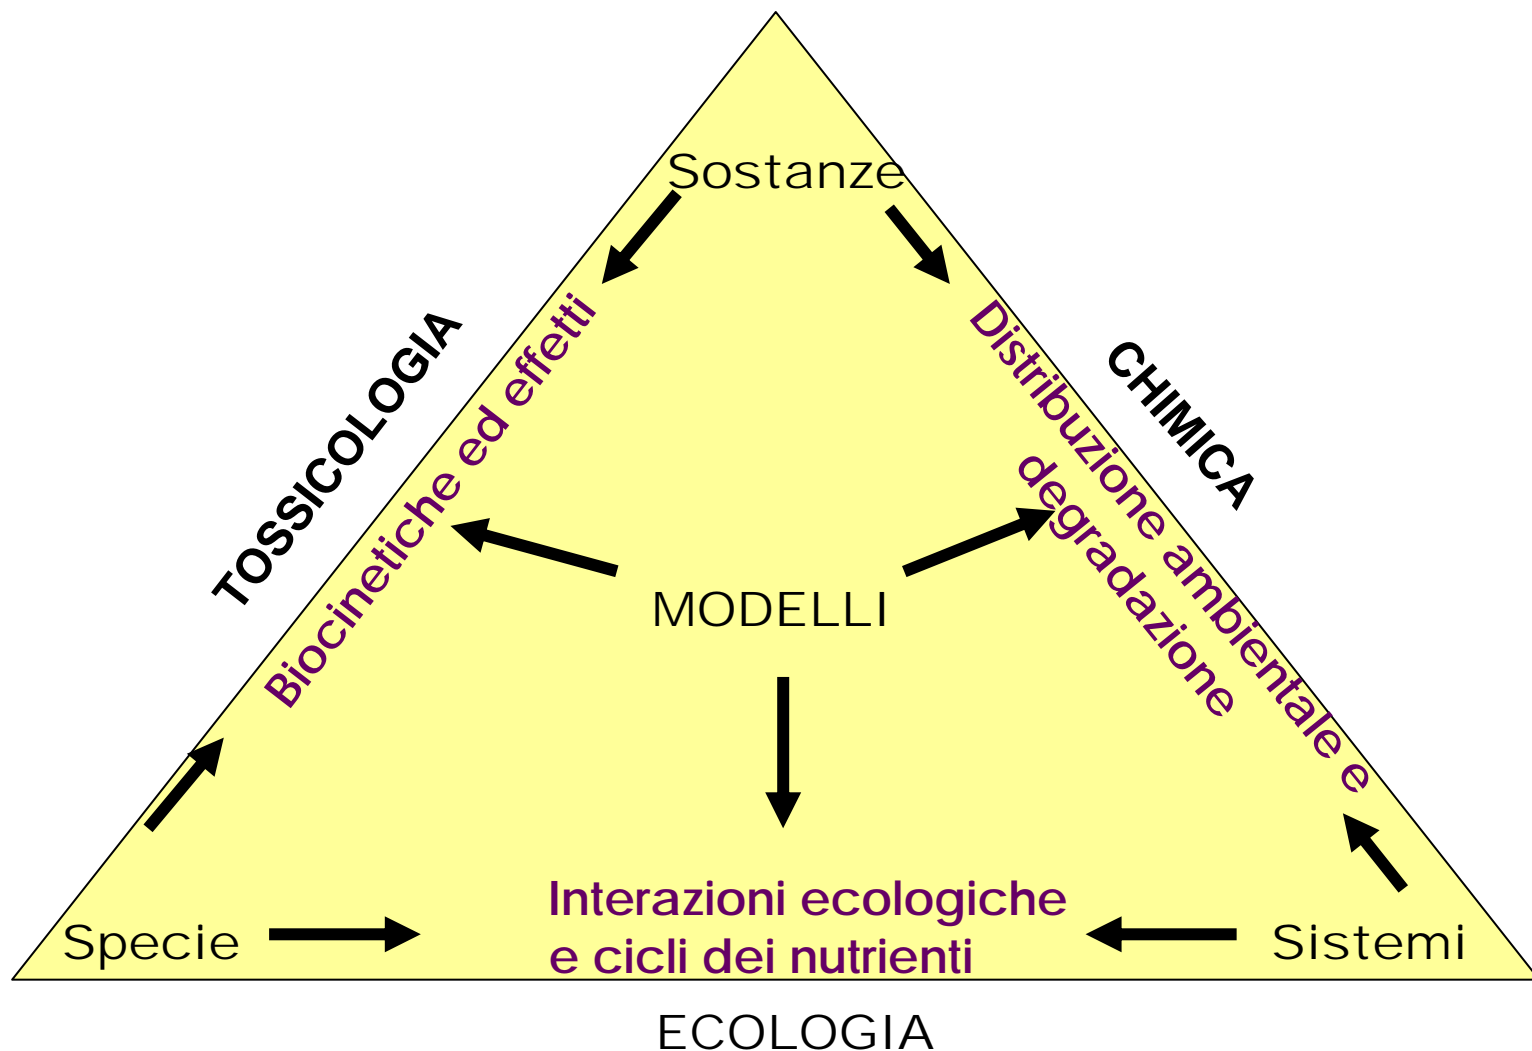 Sostanze
TOSSICOLOGIA
Biocinetiche ed effetti
CHIMICA
Distribuzione ambientale e
degradazione
MODELLI
Interazioni ecologiche
e cicli dei nutrienti
Specie
Sistemi
ECOLOGIA